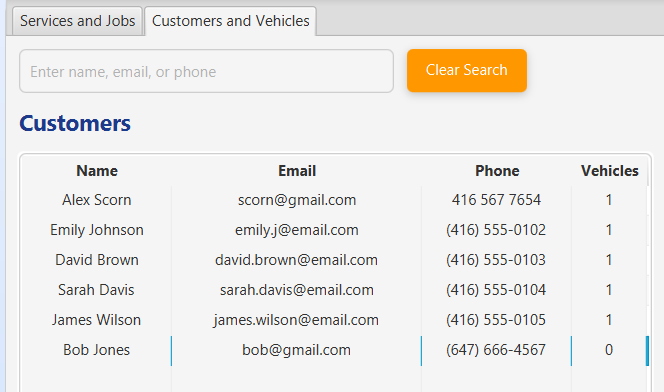 Services and Jobs Customers and Vehicles
Enter name, email, or phone Clear Search
Customers
Name Email Phone Vehicles
Alex Scorn scorn@gmail.com 416 567 7654 1
Emily Johnson emily.j@email.com (416) 555-0102 1
David Brown david.brown@email.com (416) 555-0103 1
Sarah Davis sarah.davis@email.com (416) 555-0104 1
James Wilson james.wilson@email.com (416) 555-0105 1
Bob Jones bob@gmail.com (647) 666-4567 0